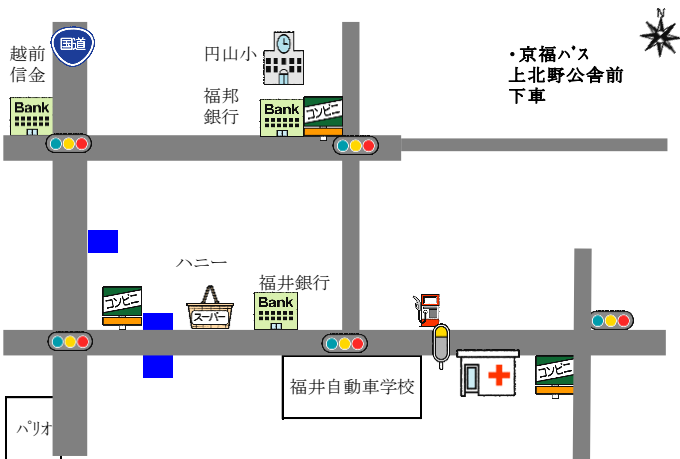 N
国道
越前
信金
Bank
円山小
福邦
銀行
Bank
コンビニ
・京福バス
上北野公舎前
下車
ハニー
福井銀行
コンビニ
スーパー
Bank
福井自動車学校
コンビニ
パリオ